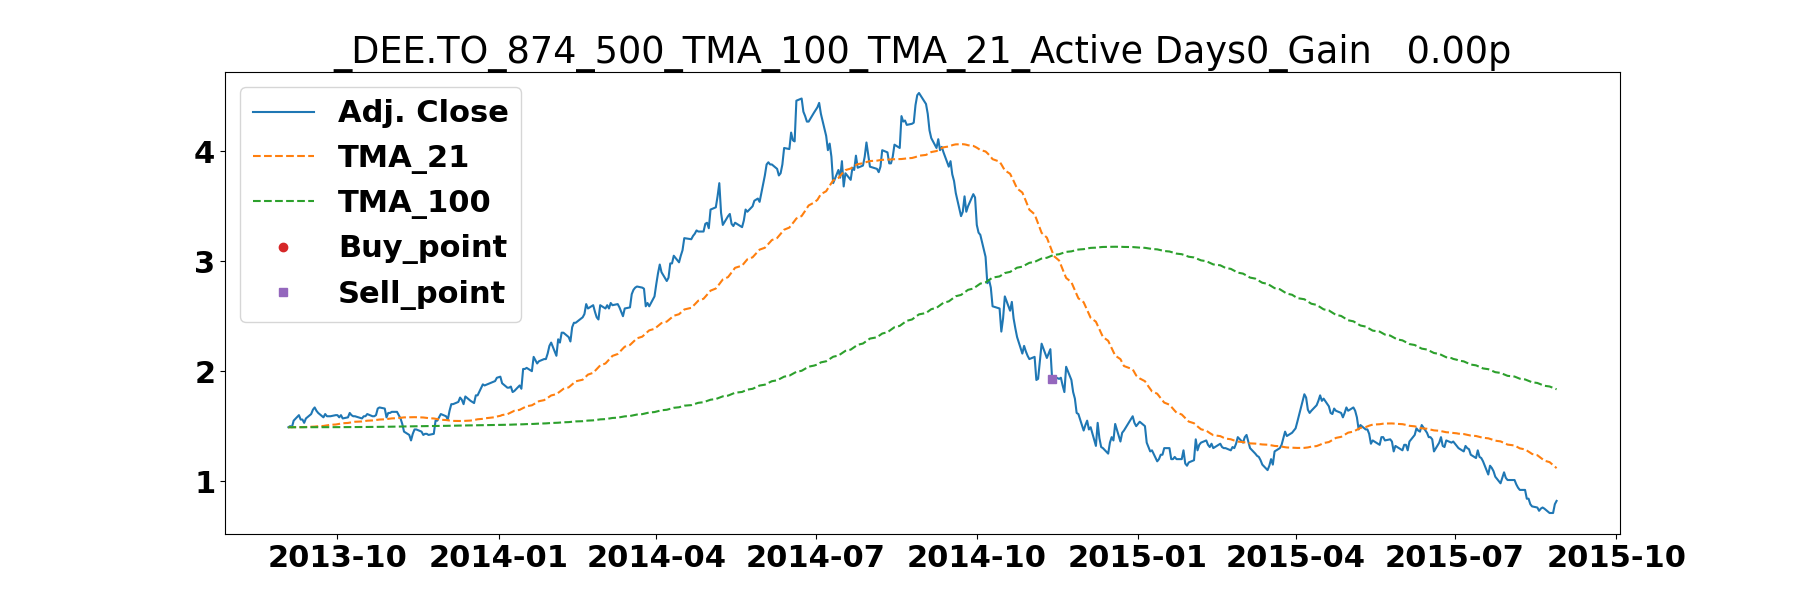 _DEE.TO_874_500_TMA_100_TMA_21_Active Days0_Gain   0.00p
Adj. Close
TMA_21
TMA_100
Buy_point
Sell_point
4
3
2
1
2013-10 2014-01 2014-04 2014-07 2014-10 2015-01 2015-04 2015-07 2015-10